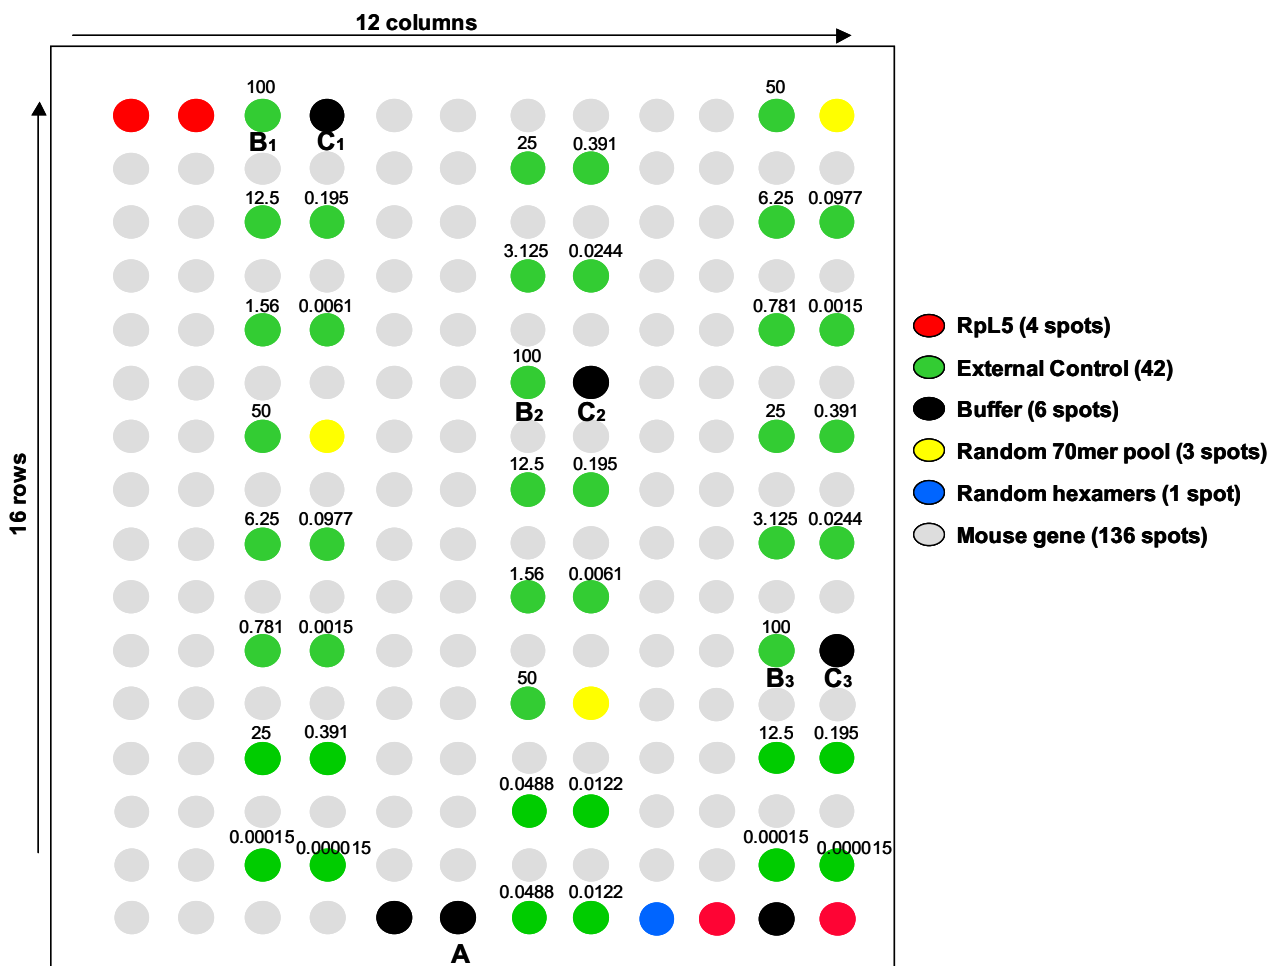 12 columns
100
50
B1
C1
25
0.391
12.5
0.195
6.25
0.0977
3.125
0.0244
1.56
0.0061
0.781
0.0015
RpL5 (4 spots)
100
External Control (42)
B2
C2
50
25
0.391
Buffer (6 spots)
Random 70mer pool (3 spots)
12.5
0.195
16 rows
Random hexamers (1 spot)
6.25
0.0977
3.125
0.0244
Mouse gene (136 spots)
1.56
0.0061
0.781
0.0015
100
50
B3
C3
25
0.391
12.5
0.195
0.0488
0.0122
0.00015
0.000015
0.00015
0.000015
0.0488
0.0122
A